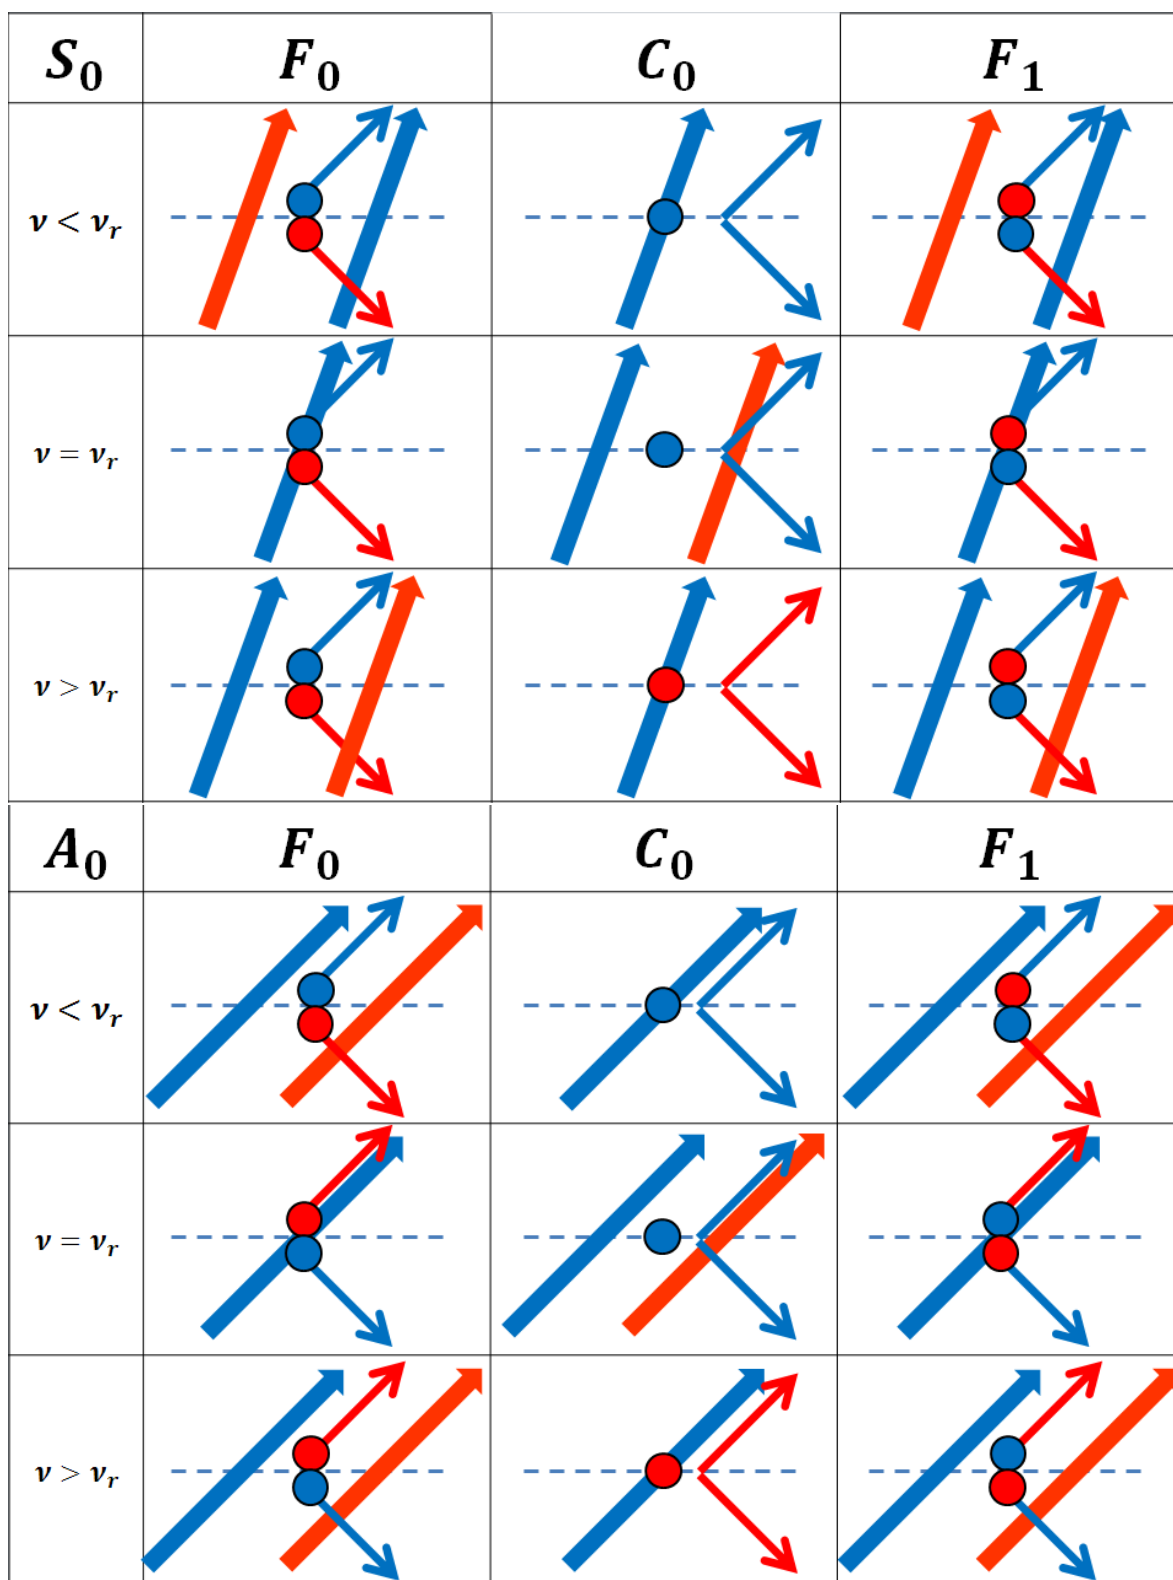 S₀ F₀ C₀ F₁
ν < νᵣ
ν = νᵣ
ν > νᵣ
A₀ F₀ C₀ F₁
ν < νᵣ
ν = νᵣ
ν > νᵣ